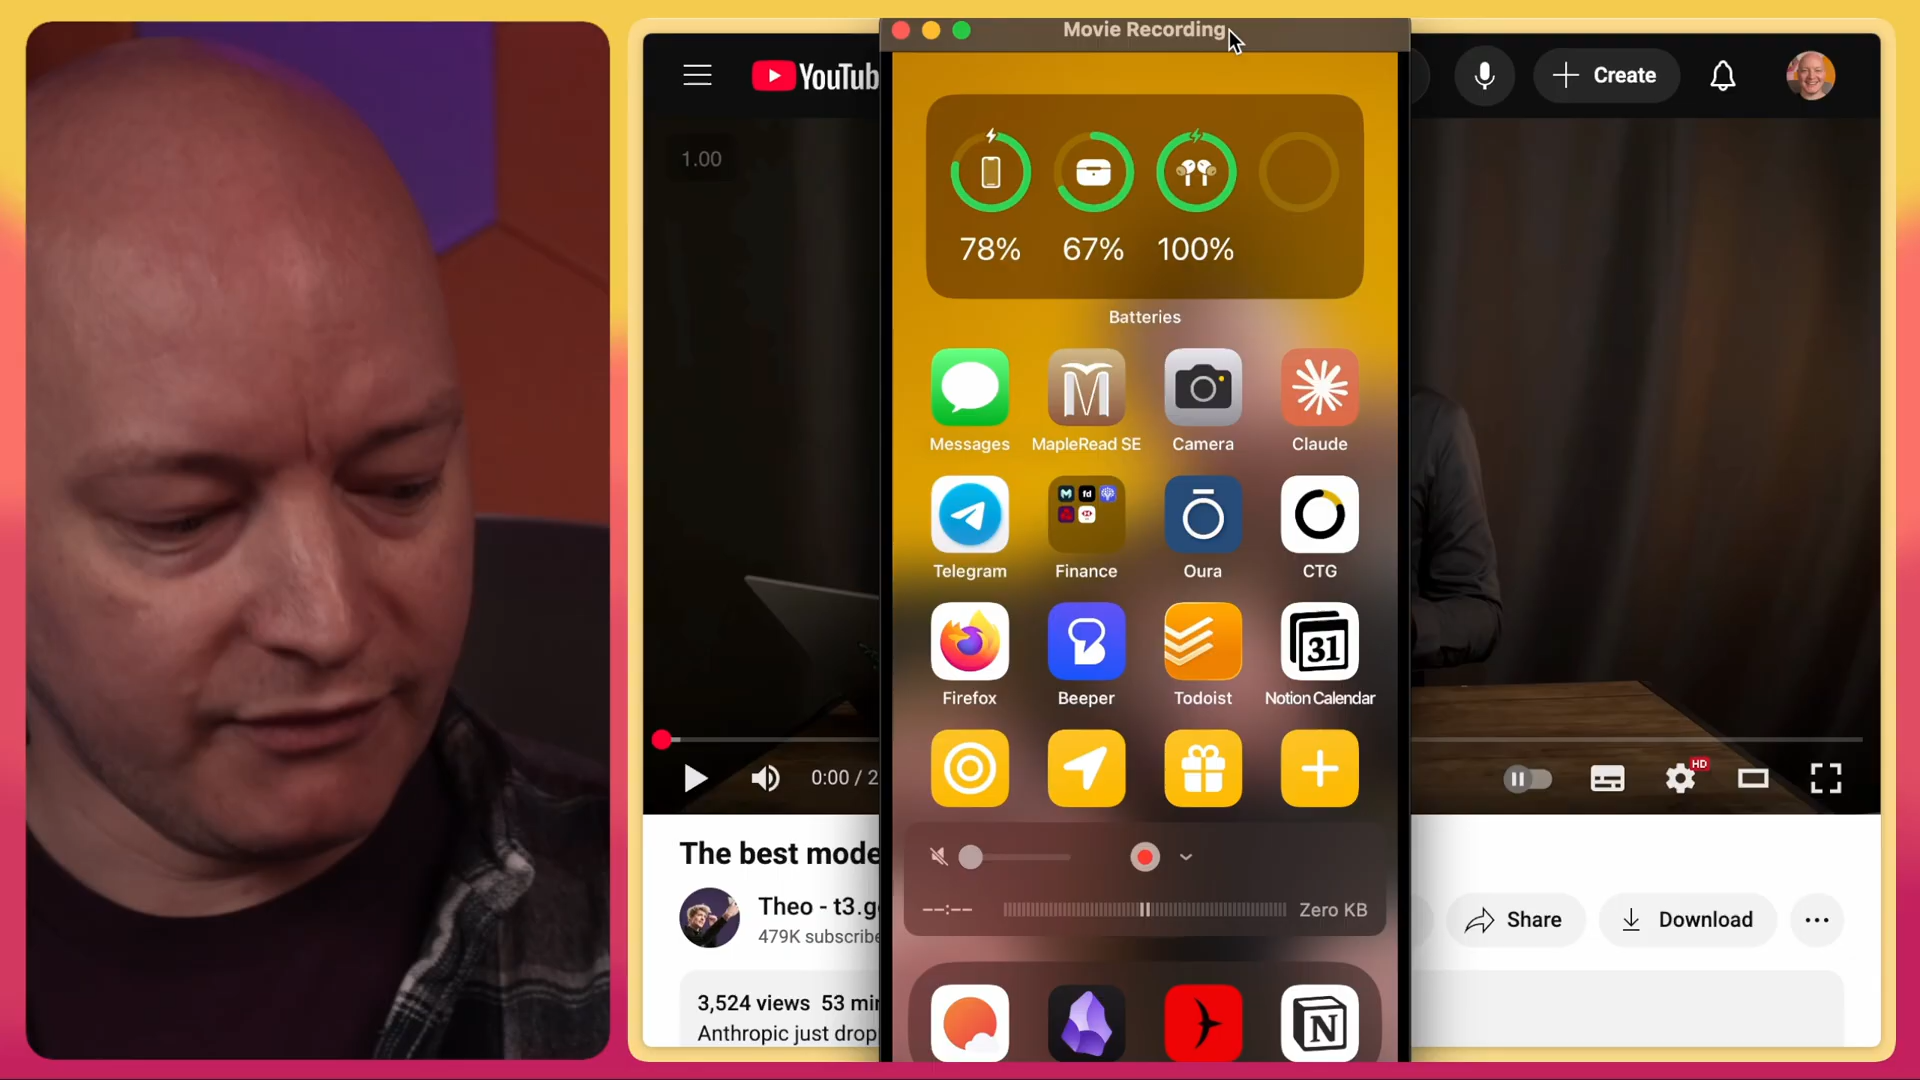 Movie Recording
YouTub
Create
1.00
78%
67%
100%
Batteries
Messages
MapleRead SE
Camera
Claude
fd
Telegram
Finance
Oura
CTG
31
Firefox
Beeper
Todoist
Notion Calendar
0:00 / 2
HD
The best mode
--:--
Zero KB
Theo - t3.g
479K subscribe
Share
Download
3,524 views 53 mi
Anthropic just drop